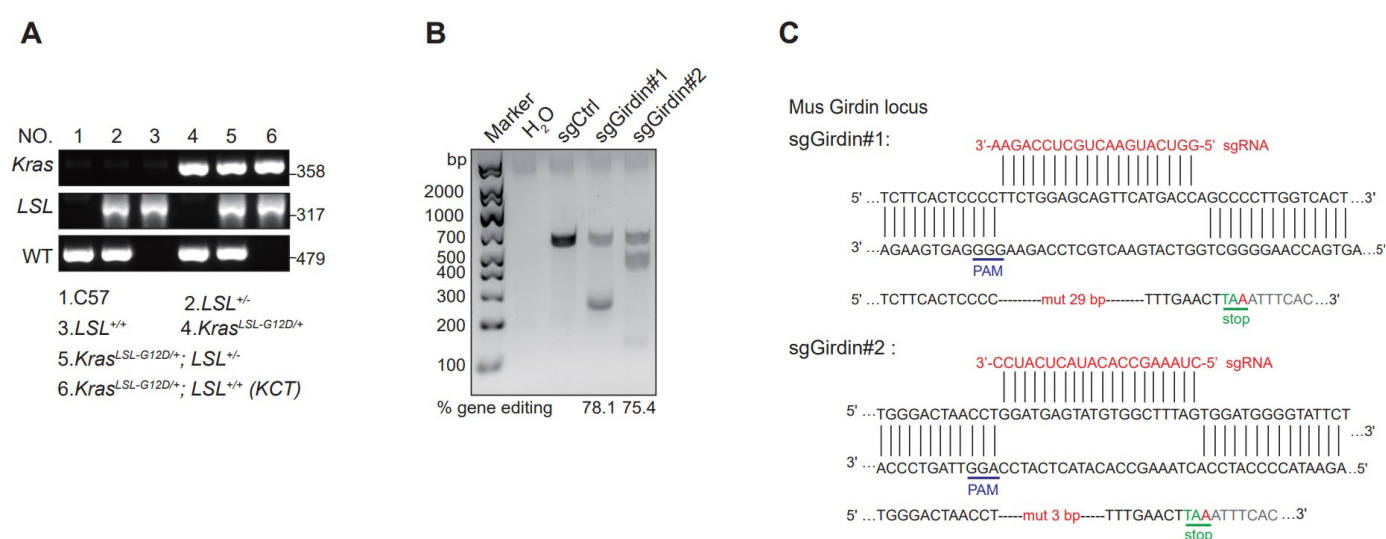 A
NO. 1 2 3 4 5 6
Kras 358
LSL 317
WT 479
1.C57 2.LSL+/-
3.LSL+/+ 4.KrasLSL-G12D/+
5.KrasLSL-G12D/+; LSL+/-
6.KrasLSL-G12D/+; LSL+/+ (KCT)
B
Marker H2O sgCtrl sgGirdin#1 sgGirdin#2
bp
2000
1000
700
500
400
300
200
100
% gene editing 78.1 75.4
C
Mus Girdin locus
sgGirdin#1:
3'-AAGACCUCGUCAAGUACUGG-5' sgRNA
5' ...TCTTCACTCCCCTTCTGGAGCAGTTCATGACCAGCCCCTTGGTCACT...3'
3' ...AGAAGTGAGGGGAAGACCTCGTCAAGTACTGGTCGGGGAACCAGTGA...5'
PAM
5' ...TCTTCACTCCCC---------mut 29 bp--------TTTGAACTTAAATTTCAC...3'
stop
sgGirdin#2 :
3'-CCUACUCAUACACCGAAAUC-5' sgRNA
5' ...TGGGACTAACCTGGATGAGTATGTGGCTTTAGTGGATGGGGTATTCT
...3'
3' ...ACCCTGATTGGACCTACTCATACACCGAAATCACCTACCCCATAAGA..5'
PAM
5' ...TGGGACTAACCT-----mut 3 bp-----TTTGAACTTAAATTTCAC...3'
stop